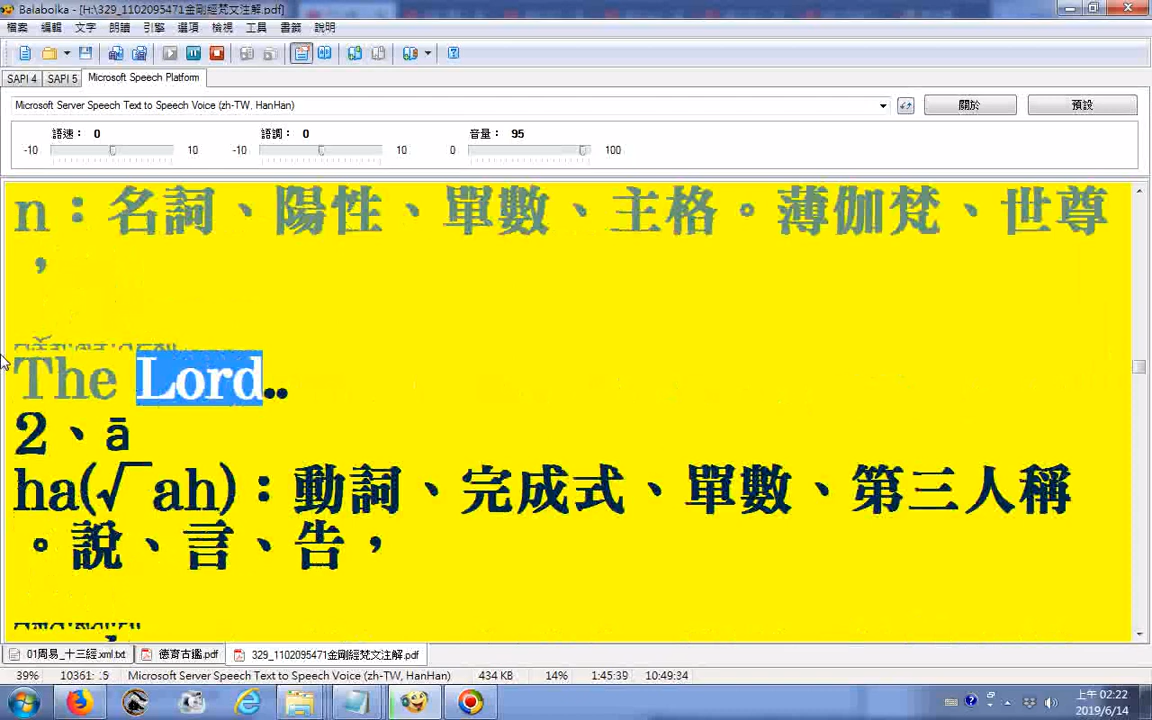 Balabolka - [H:\329_1102095471金剛經梵文注解.pdf]
檔案 編輯 文字 朗讀 引擎 選項 檢視 工具 書籤 說明
SAPI 4 SAPI 5 Microsoft Speech Platform
Microsoft Server Speech Text to Speech Voice (zh-TW, HanHan) 關於 預設
語速： 0 語調： 0 音量： 95
-10 10 -10 10 0 100
n：名詞、陽性、單數、主格。薄伽梵、世尊
，
The Lord..
2、ā
ha(√ ah)：動詞、完成式、單數、第三人稱
。說、言、告，
01周易_十三經.xml.txt 德育古鑑.pdf 329_1102095471金剛經梵文注解.pdf
39% 10361: :5 Microsoft Server Speech Text to Speech Voice (zh-TW, HanHan) 434 KB 14% 1:45:39 10:49:34
上午 02:22
2019/6/14